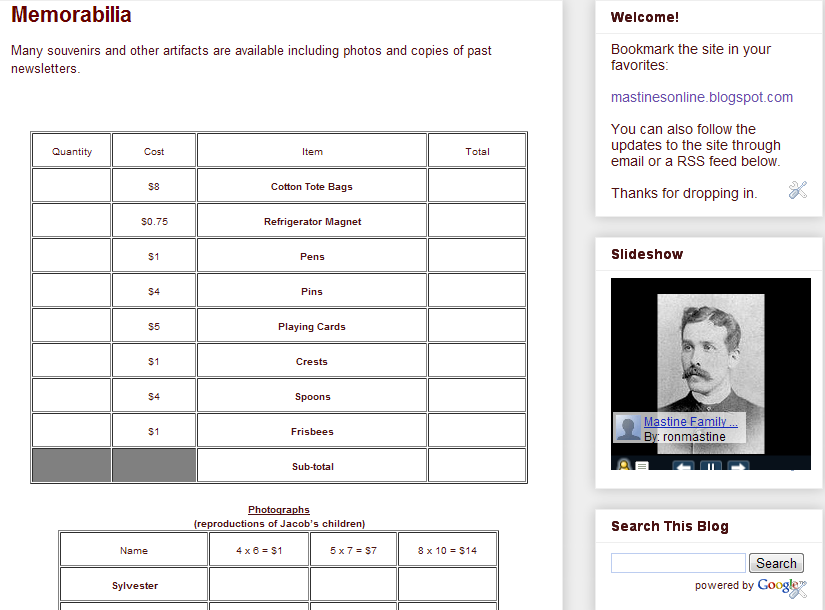 Memorabilia
Many souvenirs and other artifacts are available including photos and copies of past
newsletters.
Quantity Cost Item Total
$8 Cotton Tote Bags
$0.75 Refrigerator Magnet
$1 Pens
$4 Pins
$5 Playing Cards
$1 Crests
$4 Spoons
$1 Frisbees
Sub-total
Photographs
(reproductions of Jacob's children)
Name 4 x 6 = $1 5 x 7 = $7 8 x 10 = $14
Sylvester
Welcome!
Bookmark the site in your
favorites:
mastinesonline.blogspot.com
You can also follow the
updates to the site through
email or a RSS feed below.
Thanks for dropping in.
Slideshow
Mastine Family ...
By: ronmastine
Search This Blog
Search
powered by Google™